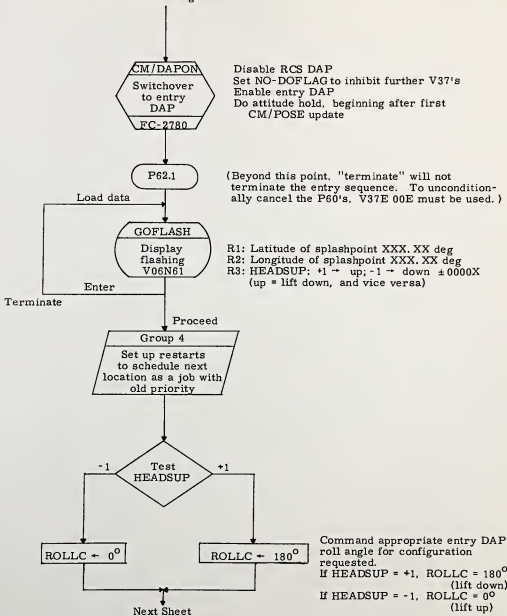 CM/DAPON
Switchover
to entry
DAP
FC-2780
Disable RCS DAP
Set NO-DOFLAG to inhibit further V37's
Enable entry DAP
Do attitude hold, beginning after first
CM/POSE update
P62.1
(Beyond this point, "terminate" will not
terminate the entry sequence. To uncondition-
ally cancel the P60's, V37E 00E must be used.)
Load data
GOFLASH
Display
flashing
V06N61
R1: Latitude of splashpoint XXX. XX deg
R2: Longitude of splashpoint XXX. XX deg
R3: HEADSUP: +1 → up; -1 → down ±0000X
(up = lift down, and vice versa)
Enter
Terminate
Proceed
Group 4
Set up restarts
to schedule next
location as a job with
old priority
-1
Test
HEADSUP
+1
ROLLC ← 0°
ROLLC ← 180°
Command appropriate entry DAP
roll angle for configuration
requested.
If HEADSUP = +1, ROLLC = 180°
(lift down)
If HEADSUP = -1, ROLLC = 0°
(lift up)
Next Sheet